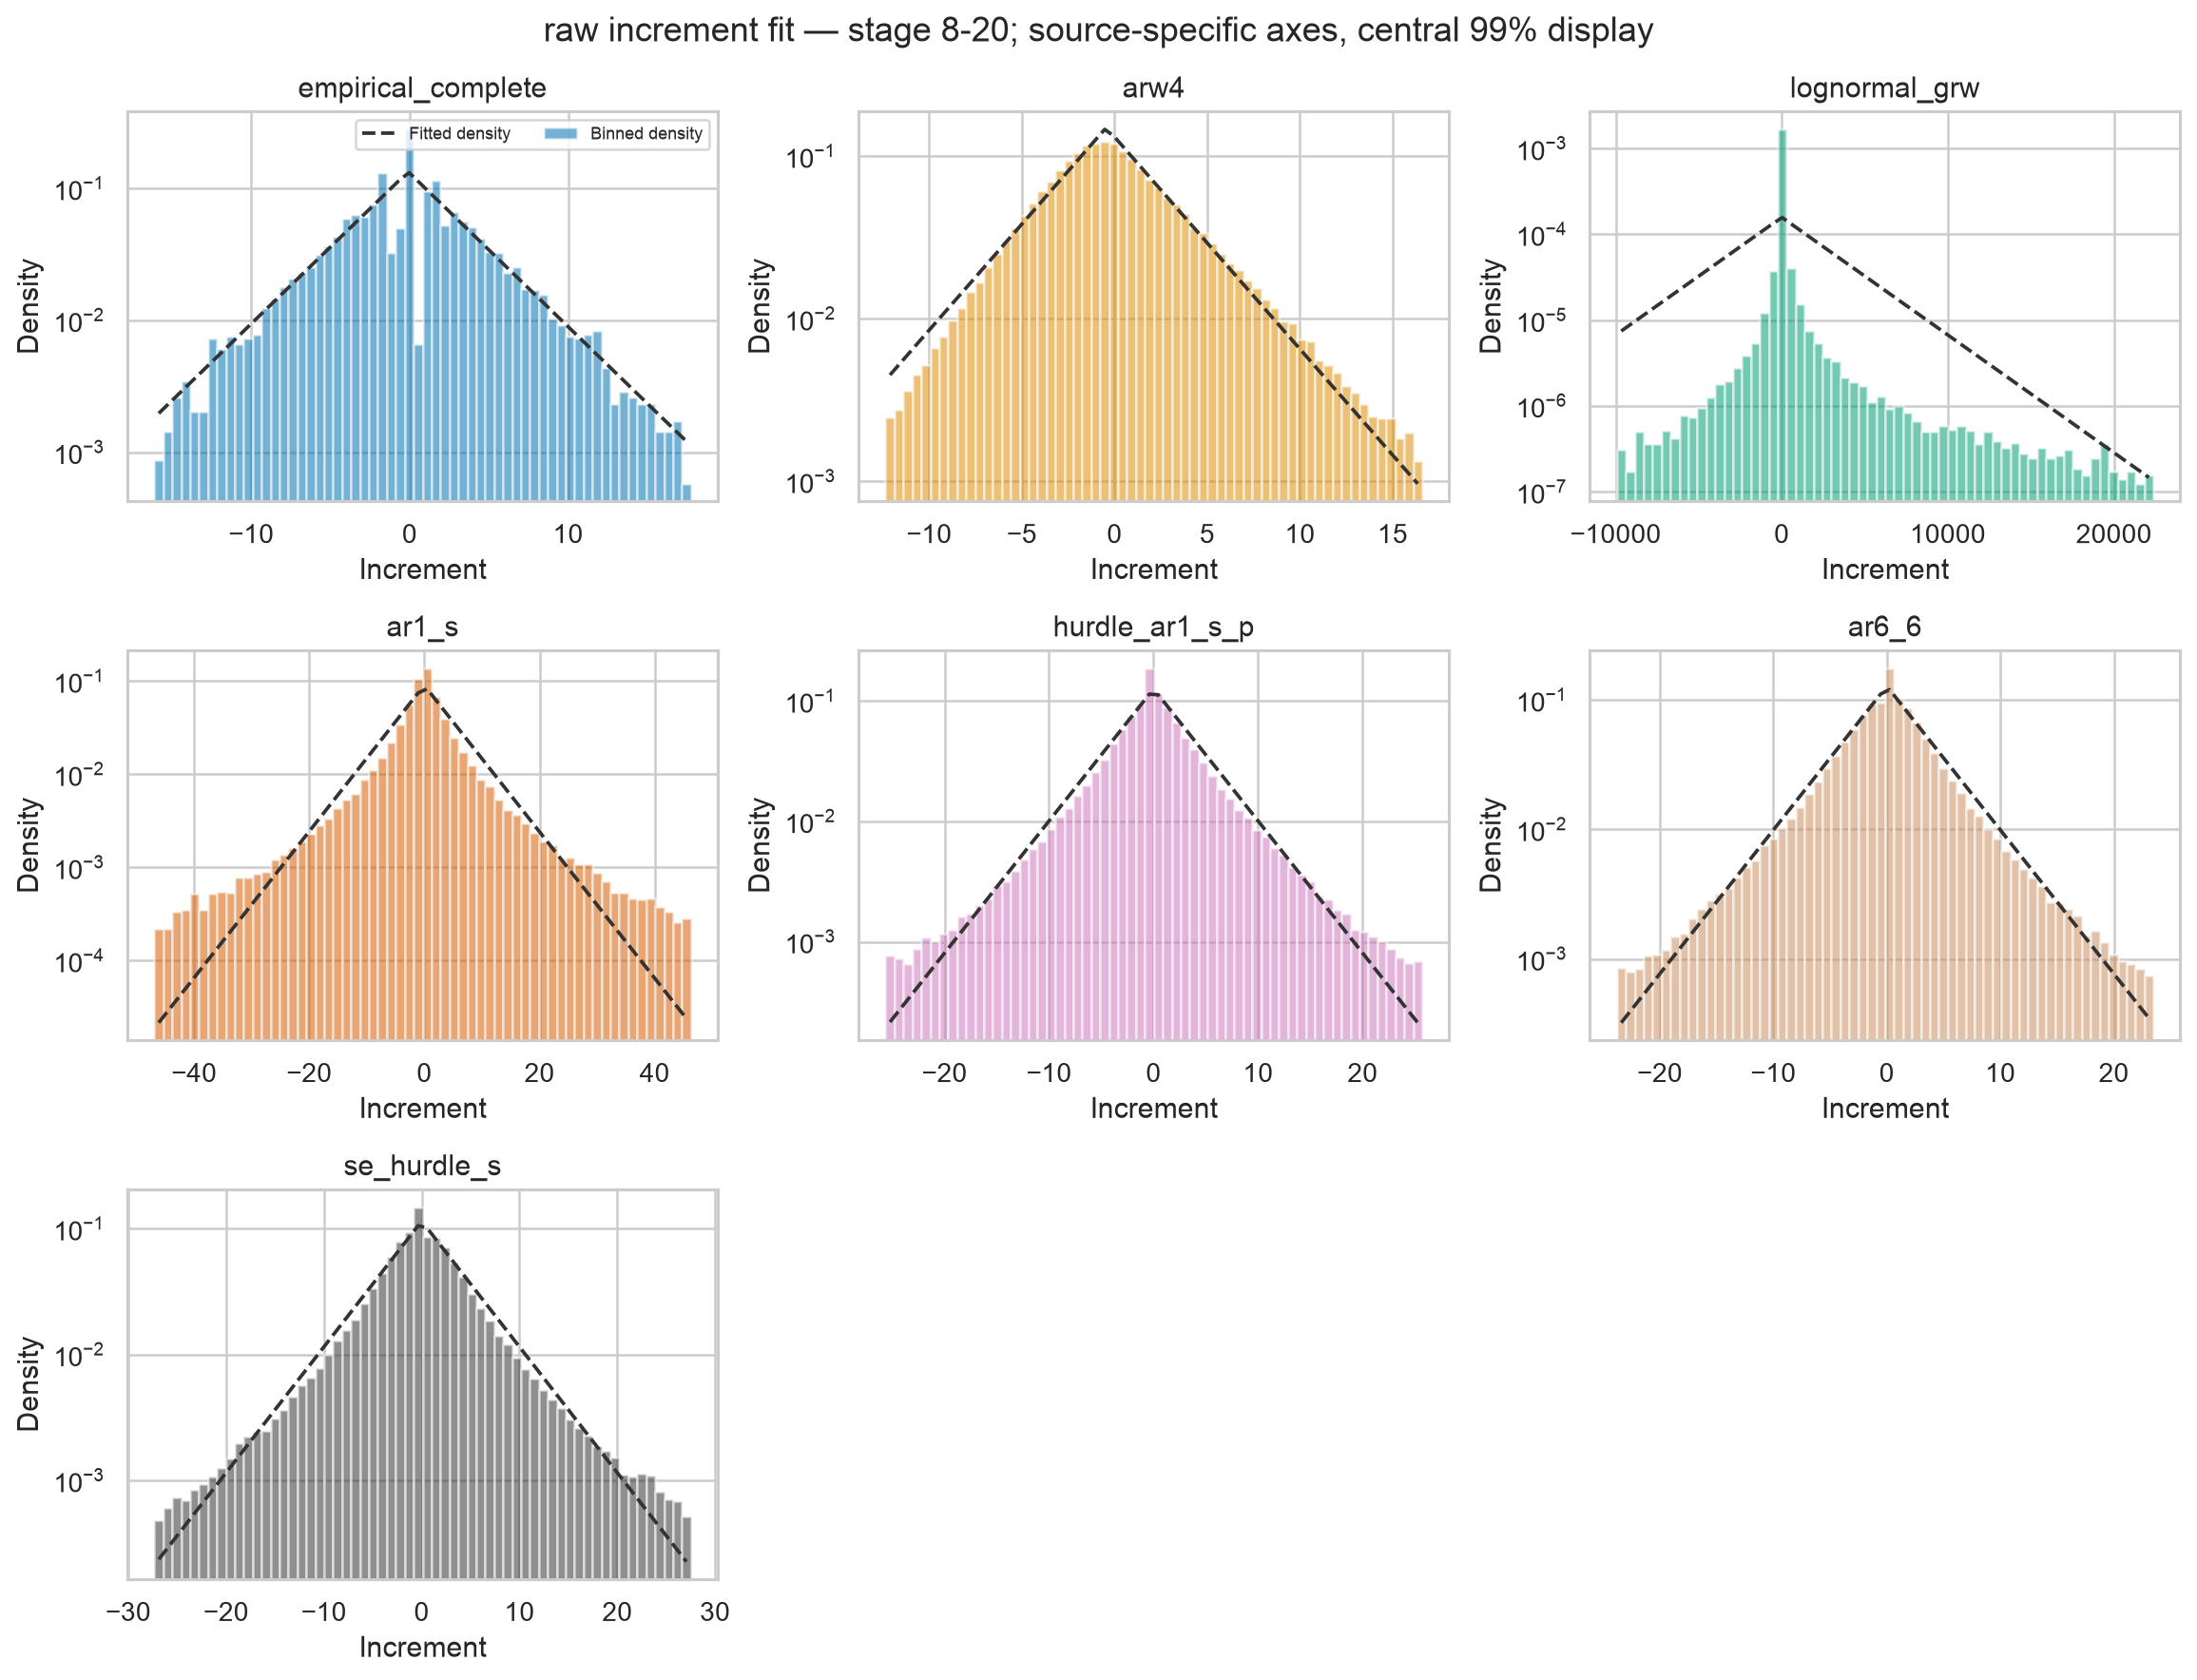 raw increment fit — stage 8-20; source-specific axes, central 99% display
empirical_complete
Fitted density
Binned density
10⁻¹
10⁻²
10⁻³
Density
−10
0
10
Increment
arw4
10⁻¹
10⁻²
10⁻³
Density
−10
−5
0
5
10
15
Increment
lognormal_grw
10⁻³
10⁻⁴
10⁻⁵
10⁻⁶
10⁻⁷
Density
−10000
0
10000
20000
Increment
ar1_s
10⁻¹
10⁻²
10⁻³
10⁻⁴
Density
−40
−20
0
20
40
Increment
hurdle_ar1_s_p
10⁻¹
10⁻²
10⁻³
Density
−20
−10
0
10
20
Increment
ar6_6
10⁻¹
10⁻²
10⁻³
Density
−20
−10
0
10
20
Increment
se_hurdle_s
10⁻¹
10⁻²
10⁻³
Density
−30
−20
−10
0
10
20
30
Increment